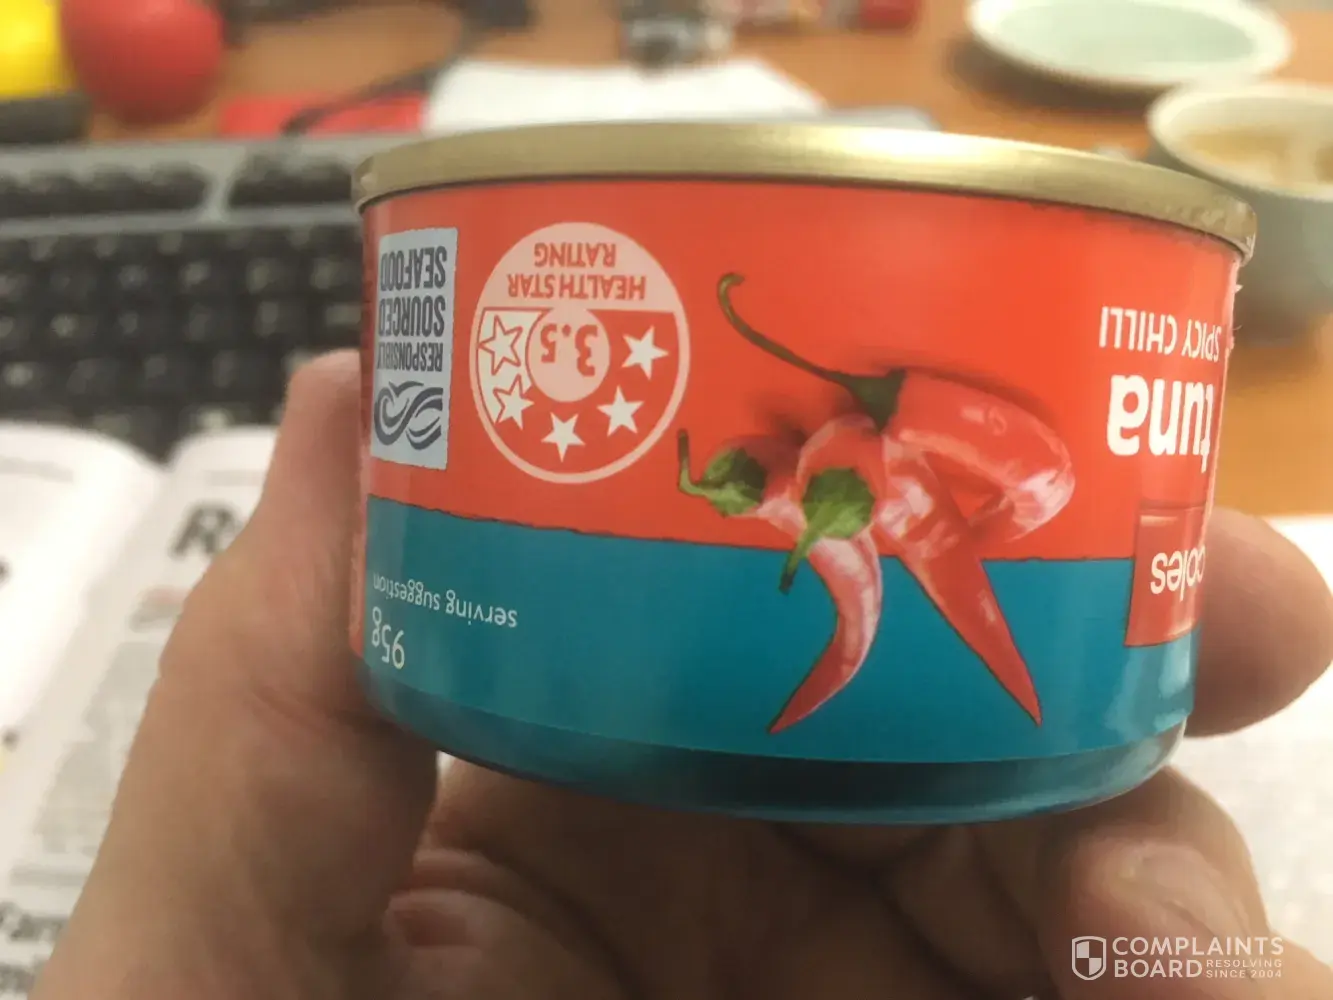 coles
tuna
SPICY CHILLI
95g
serving suggestion
3.5
HEALTH STAR
RATING
RESPONSIBLY
SOURCED
SEAFOOD
COMPLAINTS
BOARD RESOLVING
SINCE 2004